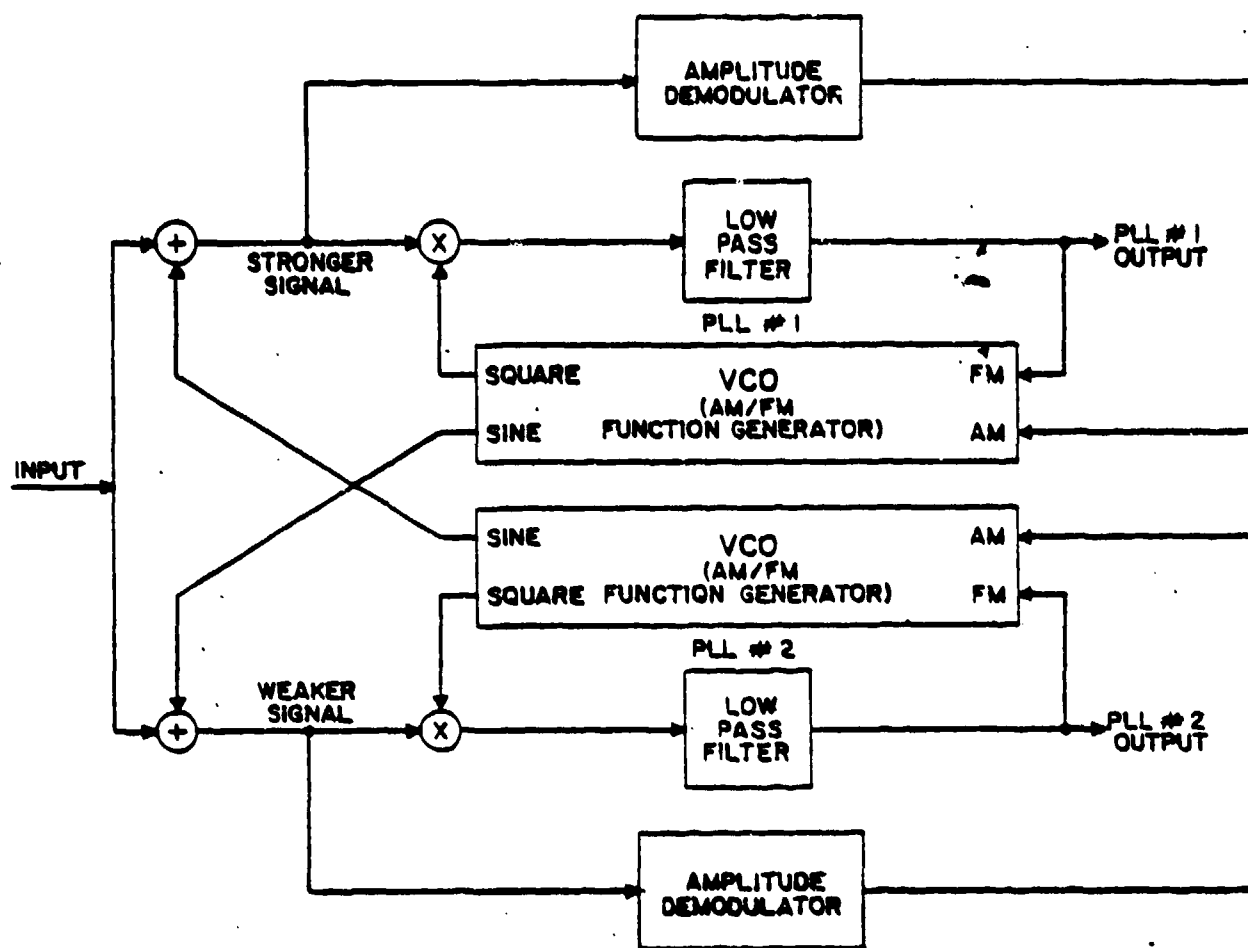 AMPLITUDE
DEMODULATOR
LOW
PASS
FILTER
PLL # 1
OUTPUT
+
STRONGER
SIGNAL
X
PLL # 1
SQUARE
VCO
FM
(AM/FM
SINE
FUNCTION GENERATOR)
AM
INPUT
SINE
VCO
AM
(AM/FM
SQUARE
FUNCTION GENERATOR)
FM
PLL # 2
WEAKER
SIGNAL
+
X
LOW
PASS
FILTER
PLL # 2
OUTPUT
AMPLITUDE
DEMODULATOR